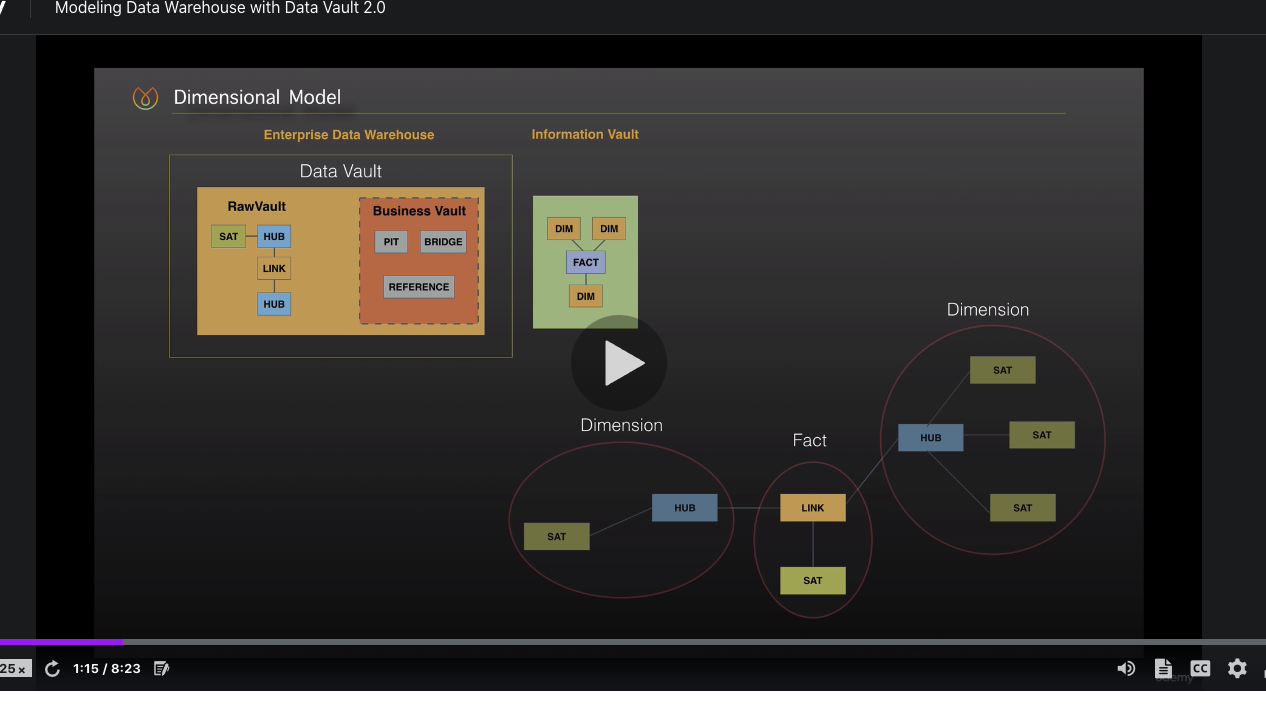 Modeling Data Warehouse with Data Vault 2.0
Dimensional Model
Enterprise Data Warehouse
Information Vault
Data Vault
RawVault
SAT
HUB
LINK
HUB
Business Vault
PIT
BRIDGE
REFERENCE
DIM
DIM
FACT
DIM
Dimension
SAT
HUB
SAT
SAT
Dimension
HUB
SAT
Fact
LINK
SAT
25 x
1:15 / 8:23
CC